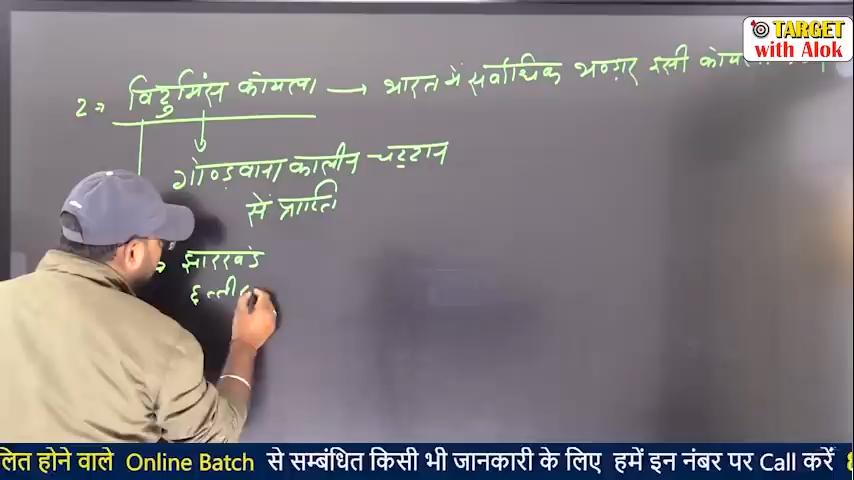 TARGET
with Alok
2⇒ विटुमिंस कोयला → भारत में सर्वाधिक भण्डार इसी
गोण्डवाना कालीन चट्टान
से प्राप्ति
झारखंड
छत्ती
लित होने वाले Online Batch से सम्बंधित किसी भी जानकारी के लिए हमें इन नंबर पर Call करें